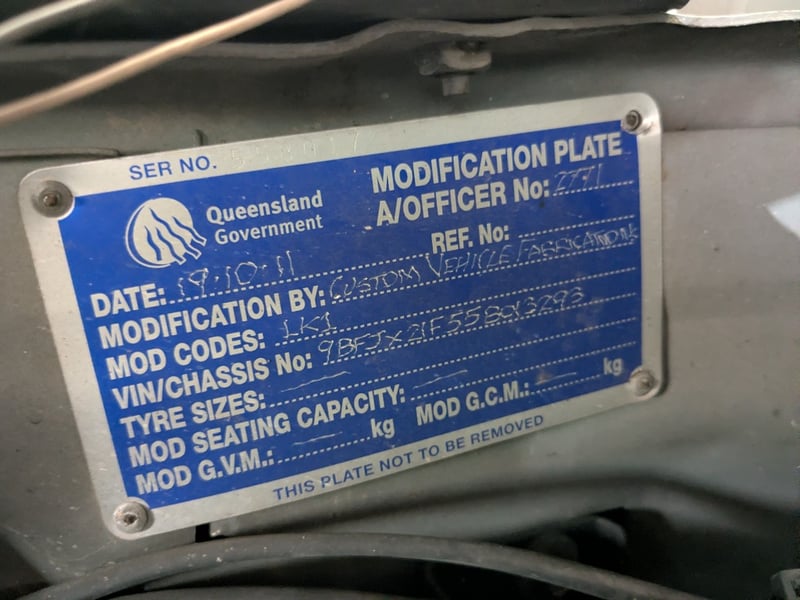 SER NO.
MODIFICATION PLATE
Queensland Government
A/OFFICER No: 2771
REF. No:
DATE: 19.10.11
MODIFICATION BY: CUSTOM VEHICLE FABRICATIONS
MOD CODES: LK1
VIN/CHASSIS No:
TYRE SIZES: —
MOD SEATING CAPACITY: —
MOD G.V.M.: — kg MOD G.C.M.: — kg
THIS PLATE NOT TO BE REMOVED